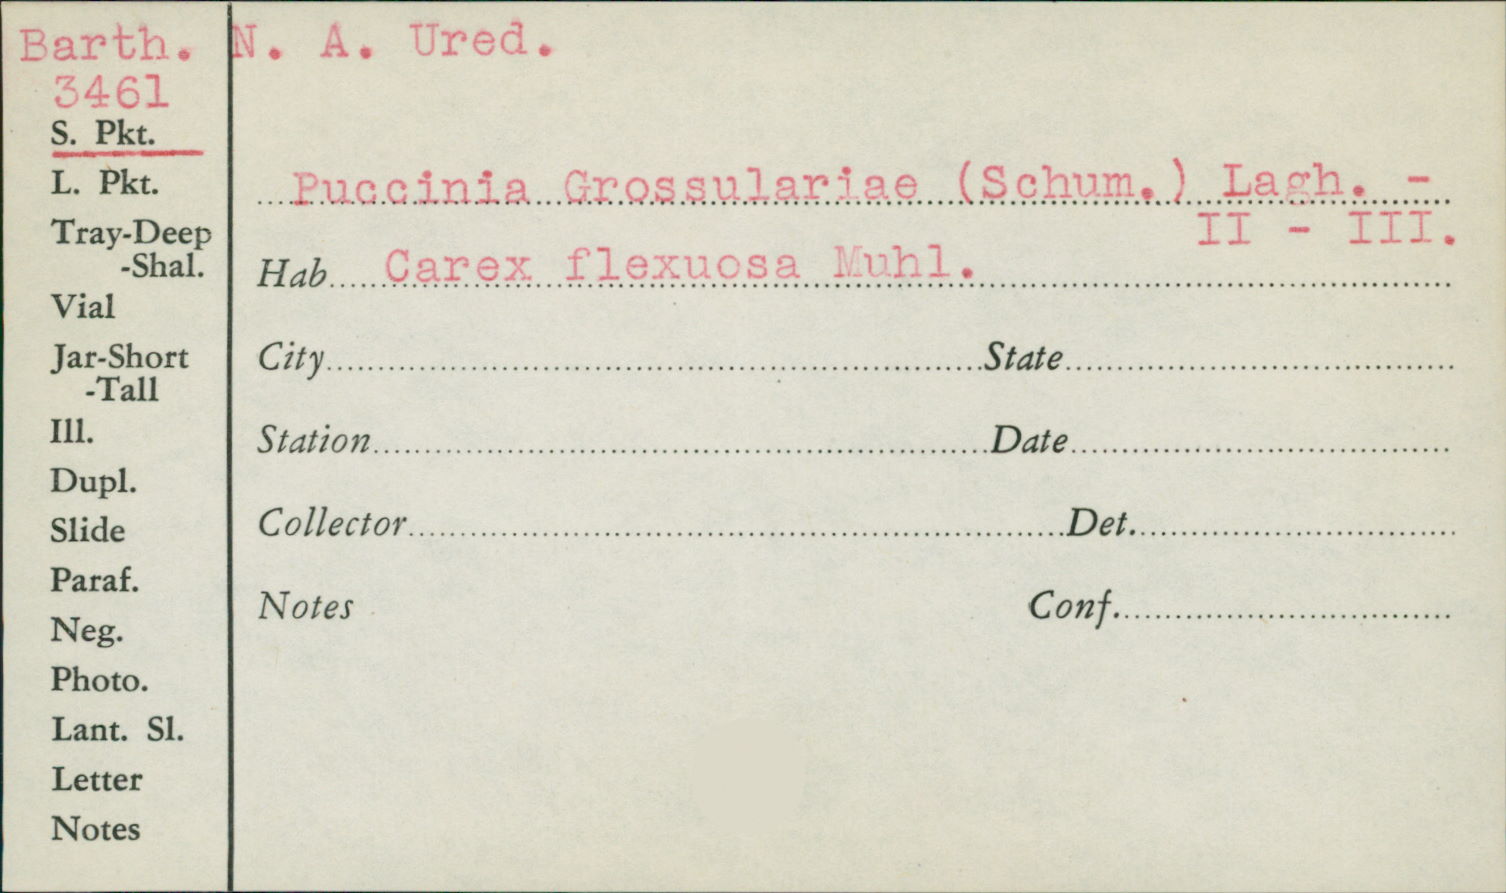 Barth. N. A. Ured.
3461
S. Pkt.
L. Pkt.
Tray-Deep
-Shal.
Vial
Jar-Short
-Tall
Ill.
Dupl.
Slide
Paraf.
Neg.
Photo.
Lant. Sl.
Letter
Notes
Puccinia Grossulariae (Schum.) Lagh. -
II - III.
Hab Carex flexuosa Muhl.
City State
Station Date
Collector Det.
Notes Conf.